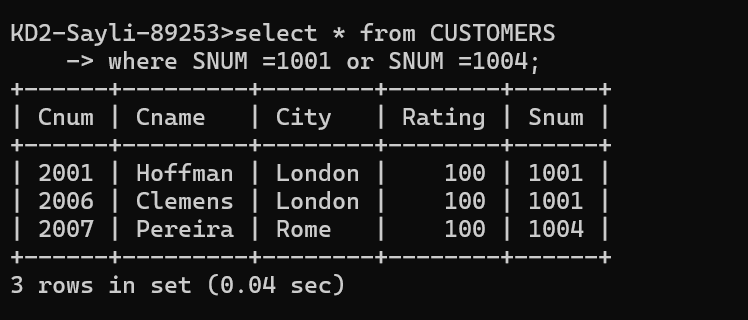 KD2-Sayli-89253>select * from CUSTOMERS
    -> where SNUM =1001 or SNUM =1004;
+------+---------+--------+--------+------+
| Cnum | Cname   | City   | Rating | Snum |
+------+---------+--------+--------+------+
| 2001 | Hoffman | London |    100 | 1001 |
| 2006 | Clemens | London |    100 | 1001 |
| 2007 | Pereira | Rome   |    100 | 1004 |
+------+---------+--------+--------+------+
3 rows in set (0.04 sec)